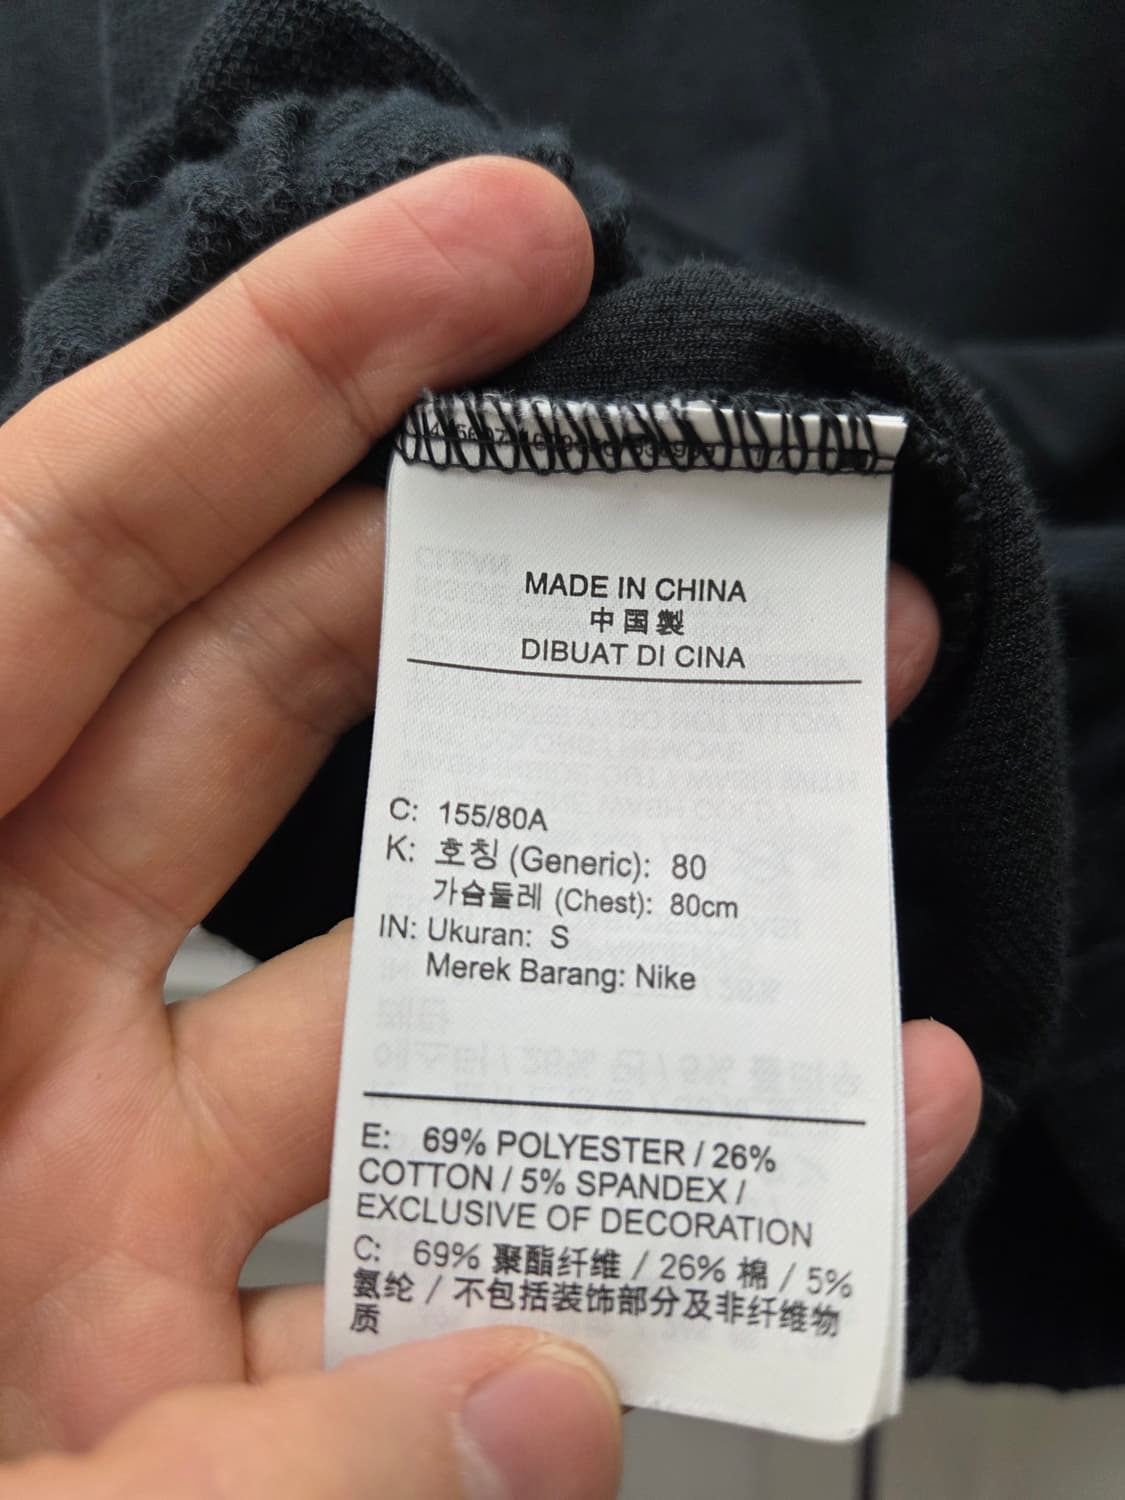 MADE IN CHINA
中国製
DIBUAT DI CINA
C: 155/80A
K: 호칭 (Generic): 80
가슴둘레 (Chest): 80cm
IN: Ukuran: S
Merek Barang: Nike
E: 69% POLYESTER / 26%
COTTON / 5% SPANDEX /
EXCLUSIVE OF DECORATION
C: 69% 聚酯纤维 / 26% 棉 / 5%
氨纶 / 不包括装饰部分及非纤维物
质